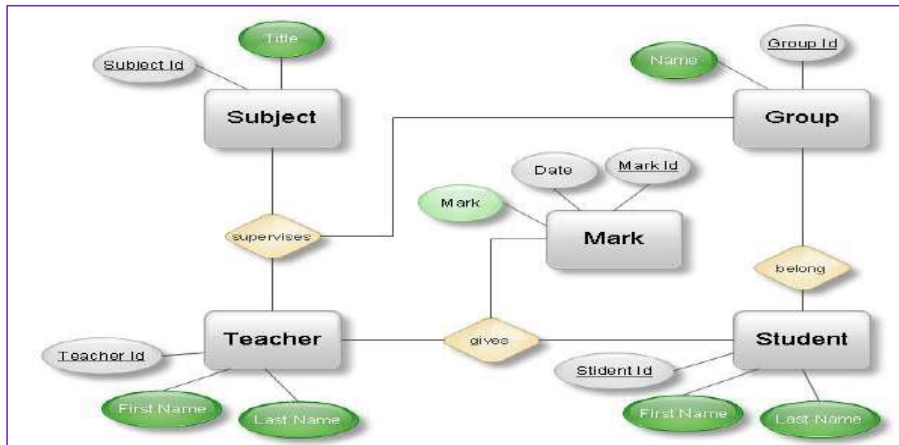 Title
Group Id
Subject Id
Name
Subject
Group
Date
Mark Id
Mark
Mark
supervises
belong
Teacher
gives
Student
Teacher Id
Stident Id
First Name
Last Name
First Name
Last Name